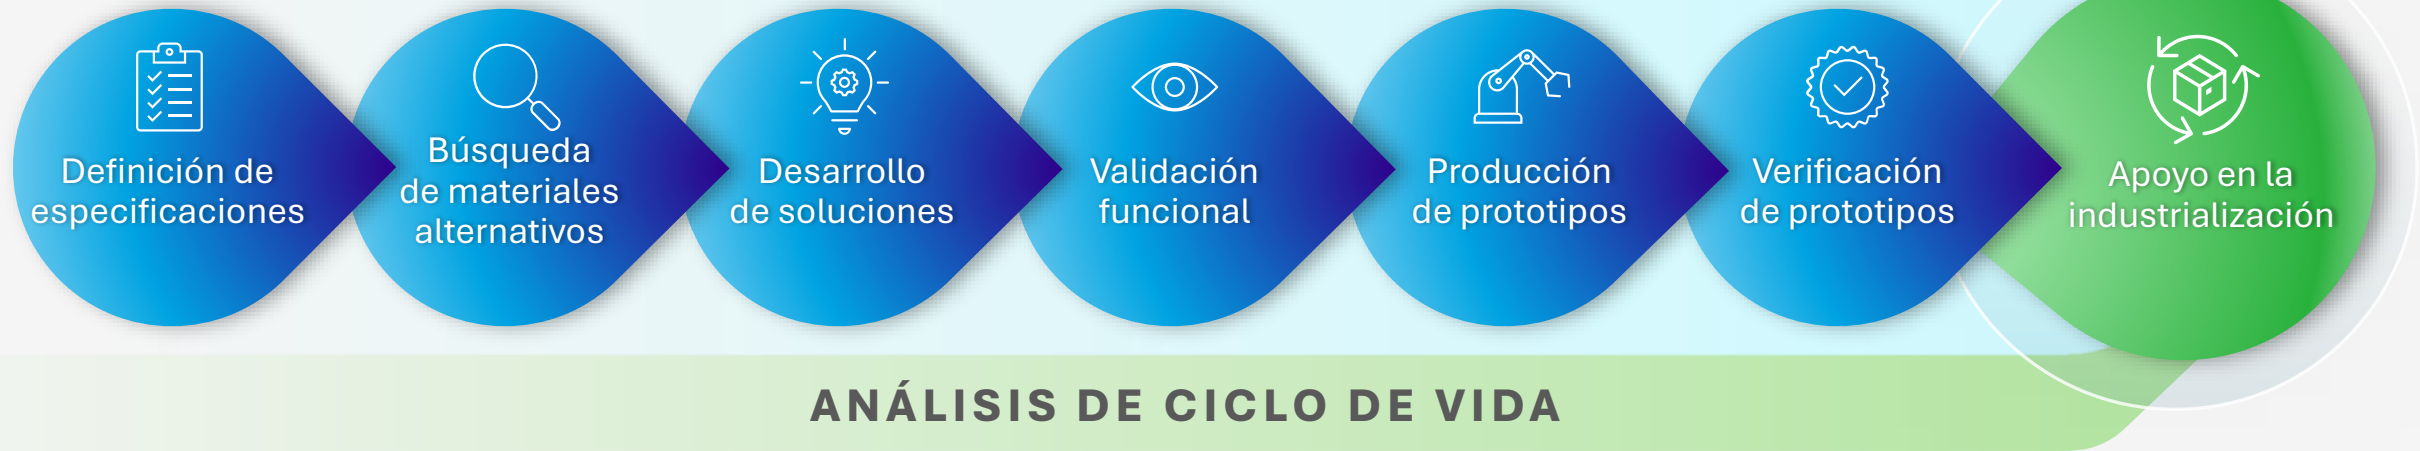 Definición de
especificaciones
Búsqueda
de materiales
alternativos
Desarrollo
de soluciones
Validación
funcional
Producción
de prototipos
Verificación
de prototipos
Apoyo en la
industrialización
ANÁLISIS DE CICLO DE VIDA